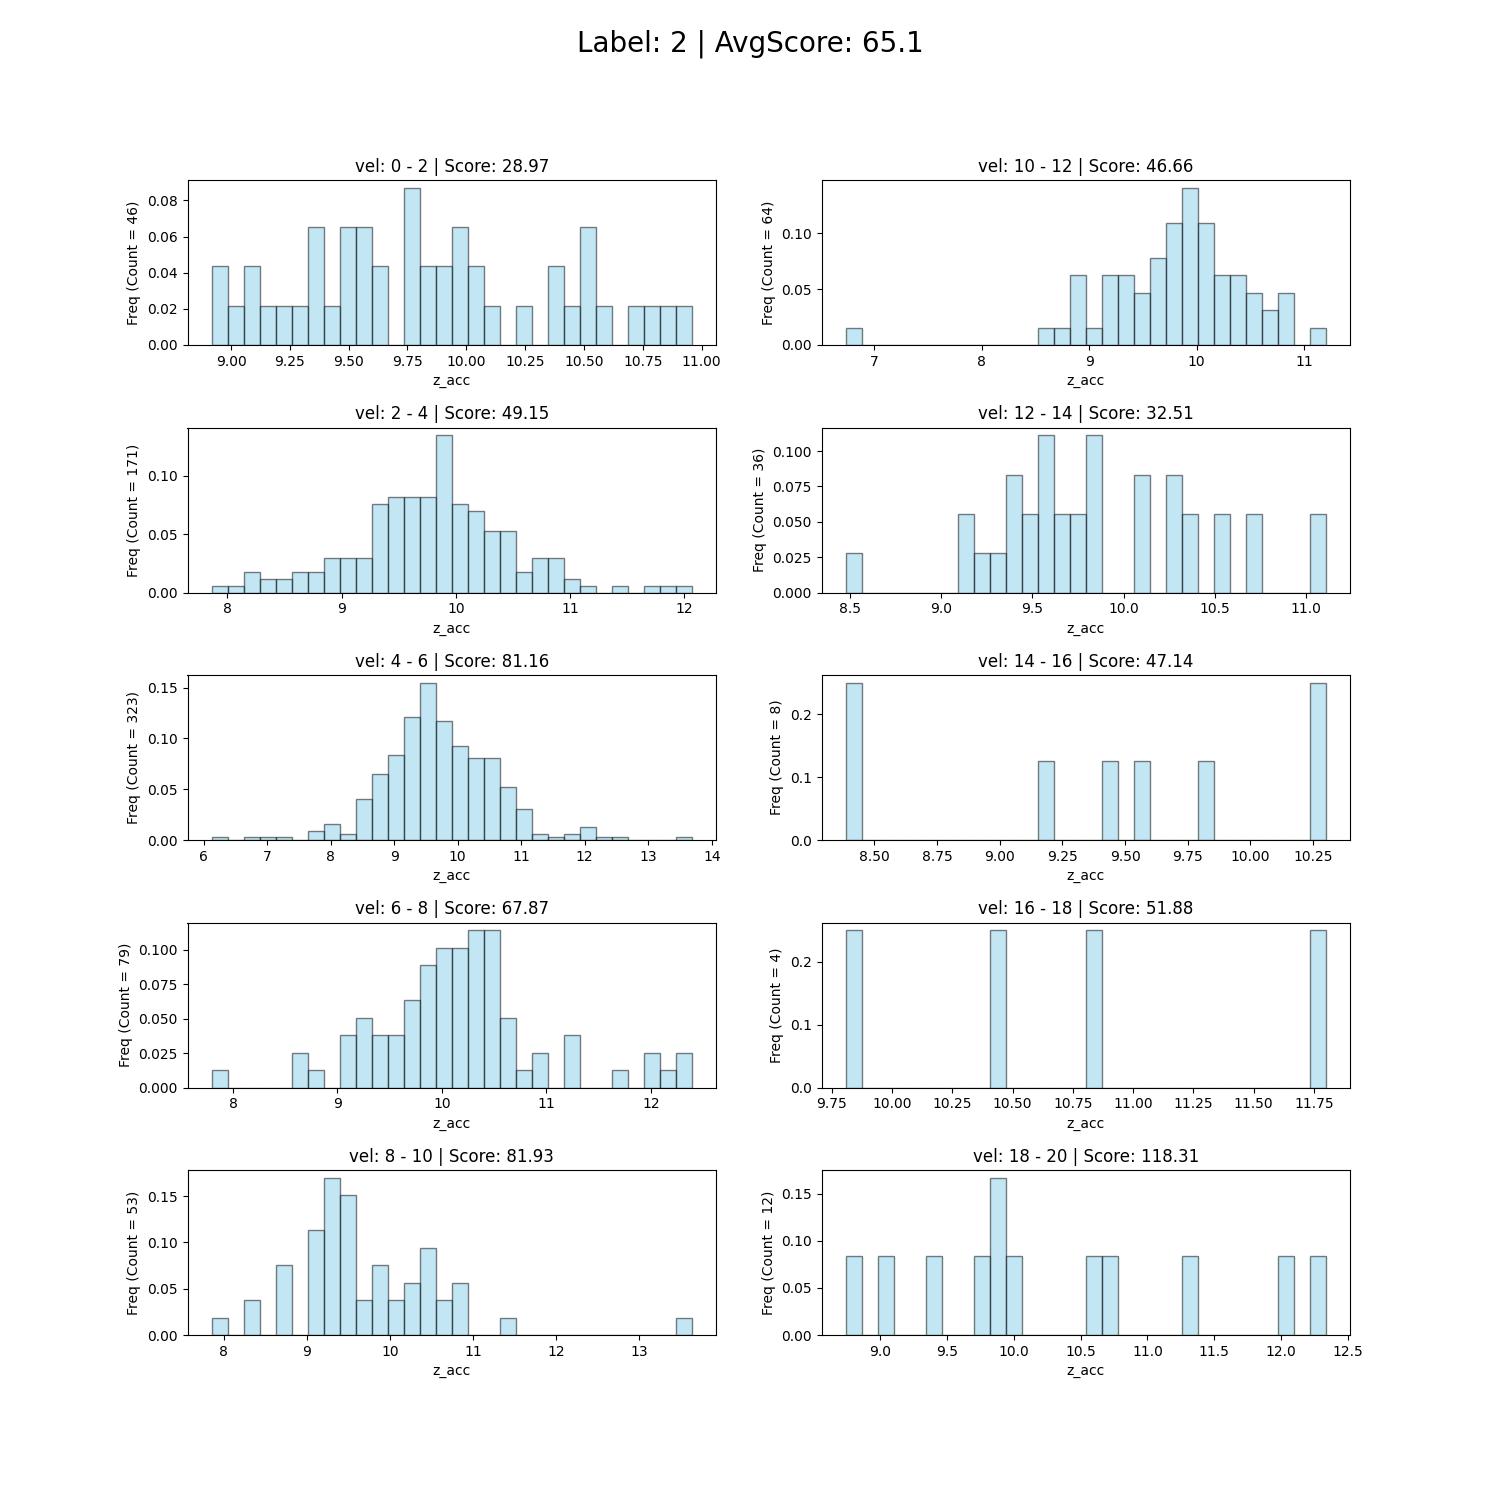 Label: 2 | AvgScore: 65.1
vel: 0 - 2 | Score: 28.97
Freq (Count = 46)
0.08
0.06
0.04
0.02
0.00
9.00 9.25 9.50 9.75 10.00 10.25 10.50 10.75 11.00
z_acc
vel: 10 - 12 | Score: 46.66
Freq (Count = 64)
0.10
0.05
0.00
7 8 9 10 11
z_acc
vel: 2 - 4 | Score: 49.15
Freq (Count = 171)
0.10
0.05
0.00
8 9 10 11 12
z_acc
vel: 12 - 14 | Score: 32.51
Freq (Count = 36)
0.100
0.075
0.050
0.025
0.000
8.5 9.0 9.5 10.0 10.5 11.0
z_acc
vel: 4 - 6 | Score: 81.16
Freq (Count = 323)
0.15
0.10
0.05
0.00
6 7 8 9 10 11 12 13 14
z_acc
vel: 14 - 16 | Score: 47.14
Freq (Count = 8)
0.2
0.1
0.0
8.50 8.75 9.00 9.25 9.50 9.75 10.00 10.25
z_acc
vel: 6 - 8 | Score: 67.87
Freq (Count = 79)
0.100
0.075
0.050
0.025
0.000
8 9 10 11 12
z_acc
vel: 16 - 18 | Score: 51.88
Freq (Count = 4)
0.2
0.1
0.0
9.75 10.00 10.25 10.50 10.75 11.00 11.25 11.50 11.75
z_acc
vel: 8 - 10 | Score: 81.93
Freq (Count = 53)
0.15
0.10
0.05
0.00
8 9 10 11 12 13
z_acc
vel: 18 - 20 | Score: 118.31
Freq (Count = 12)
0.15
0.10
0.05
0.00
9.0 9.5 10.0 10.5 11.0 11.5 12.0 12.5
z_acc